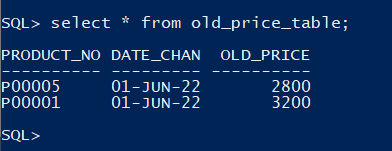 SQL> select * from old_price_table;
PRODUCT_NO DATE_CHAN  OLD_PRICE
---------- --------- ----------
P00005     01-JUN-22       2800
P00001     01-JUN-22       3200
SQL>